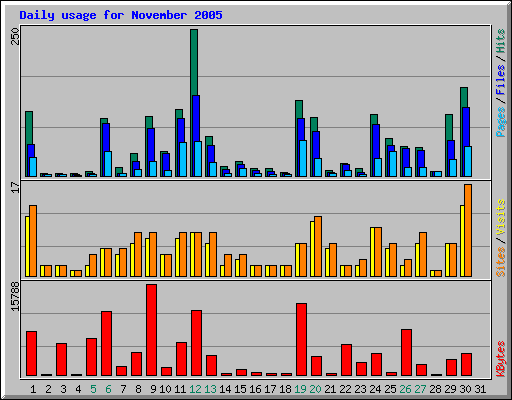 Daily usage for November 2005
250
Pages / Files / Hits
17
Sites / Visits
15788
KBytes
1 2 3 4 5 6 7 8 9 10 11 12 13 14 15 16 17 18 19 20 21 22 23 24 25 26 27 28 29 30 31